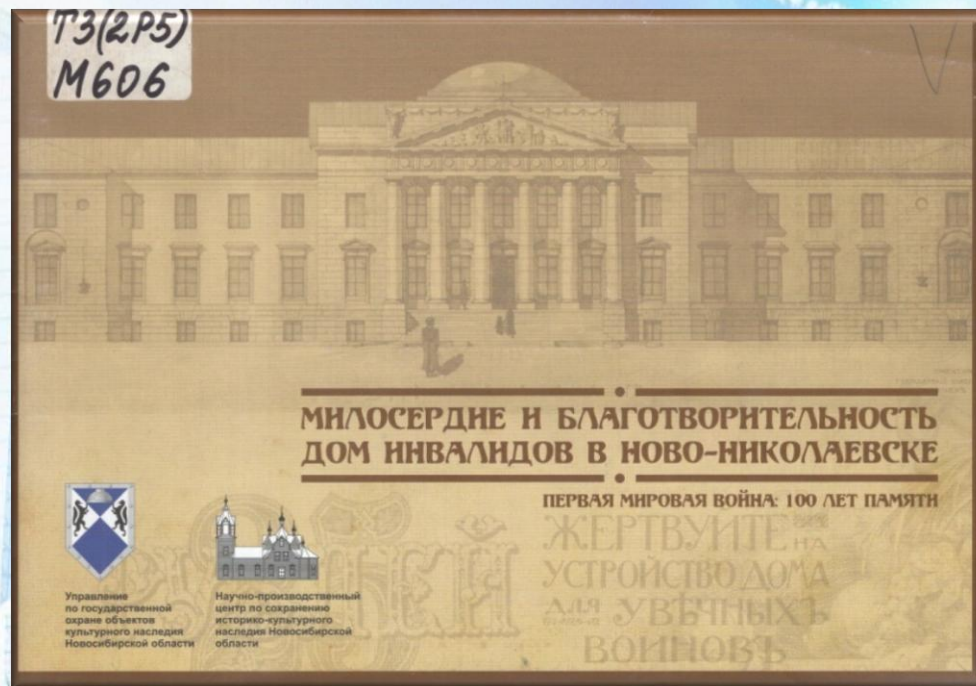 Т3(2Р5)
М606
МИЛОСЕРДИЕ И БЛАГОТВОРИТЕЛЬНОСТЬ
ДОМ ИНВАЛИДОВ В НОВО-НИКОЛАЕВСКЕ
ПЕРВАЯ МИРОВАЯ ВОЙНА: 100 ЛЕТ ПАМЯТИ
ЖЕРТВУЙТЕ НА
УСТРОЙСТВО ДОМА
ДЛЯ УВѢЧНЫХЪ
ВОИНОВЪ
Управление
по государственной
охране объектов
культурного наследия
Новосибирской области
Научно-производственный
центр по сохранению
историко-культурного
наследия Новосибирской
области